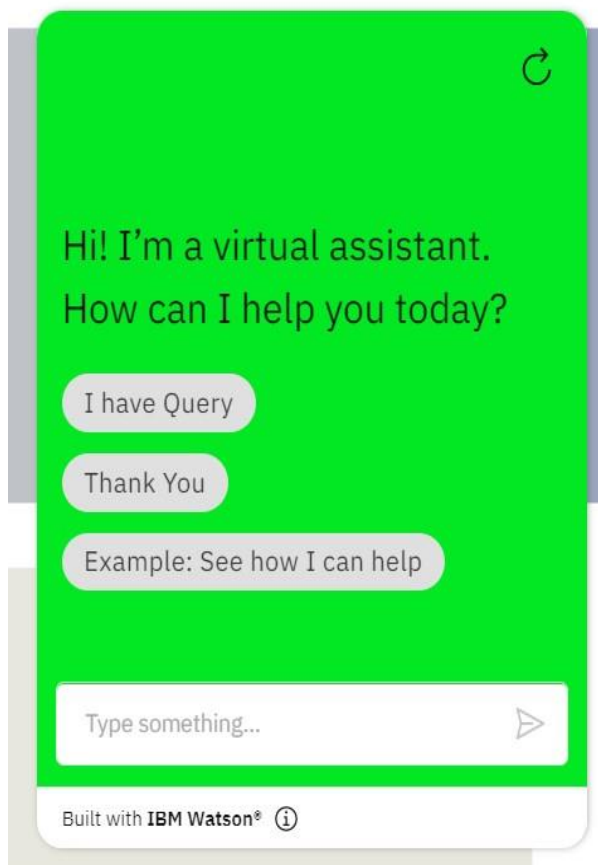 Hi! I’m a virtual assistant.
How can I help you today?
I have Query
Thank You
Example: See how I can help
Type something...
Built with IBM Watson®